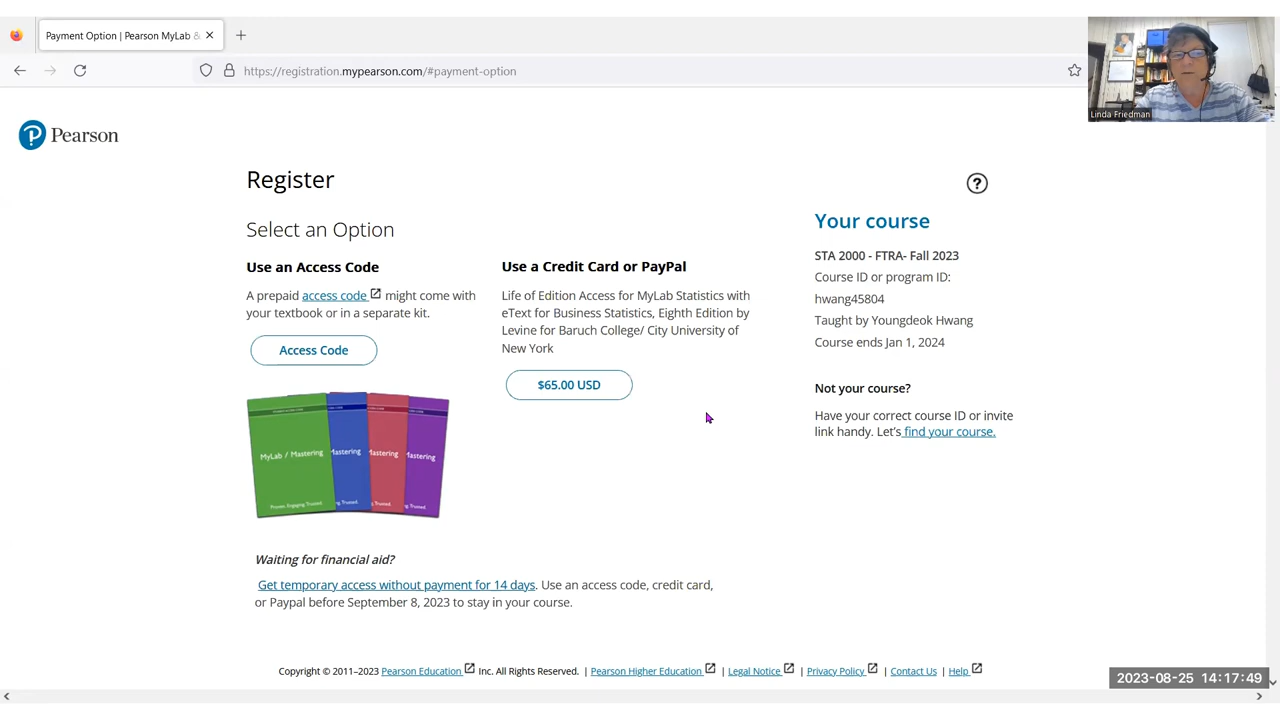 Payment Option | Pearson MyLab &
https://registration.mypearson.com/#payment-option
Linda Friedman
Pearson
Register
?
Select an Option
Your course
Use an Access Code
Use a Credit Card or PayPal
STA 2000 - FTRA- Fall 2023
Course ID or program ID:
hwang45804
Taught by Youngdeok Hwang
Course ends Jan 1, 2024
A prepaid access code might come with
your textbook or in a separate kit.
Access Code
Life of Edition Access for MyLab Statistics with
eText for Business Statistics, Eighth Edition by
Levine for Baruch College/ City University of
New York
$65.00 USD
Not your course?
Have your correct course ID or invite
link handy. Let's find your course.
MyLab / Mastering
Mastering
Mastering
Mastering
Waiting for financial aid?
Get temporary access without payment for 14 days. Use an access code, credit card,
or Paypal before September 8, 2023 to stay in your course.
Copyright © 2011–2023 Pearson Education Inc. All Rights Reserved. | Pearson Higher Education | Legal Notice | Privacy Policy | Contact Us | Help
2023-08-25 14:17:49